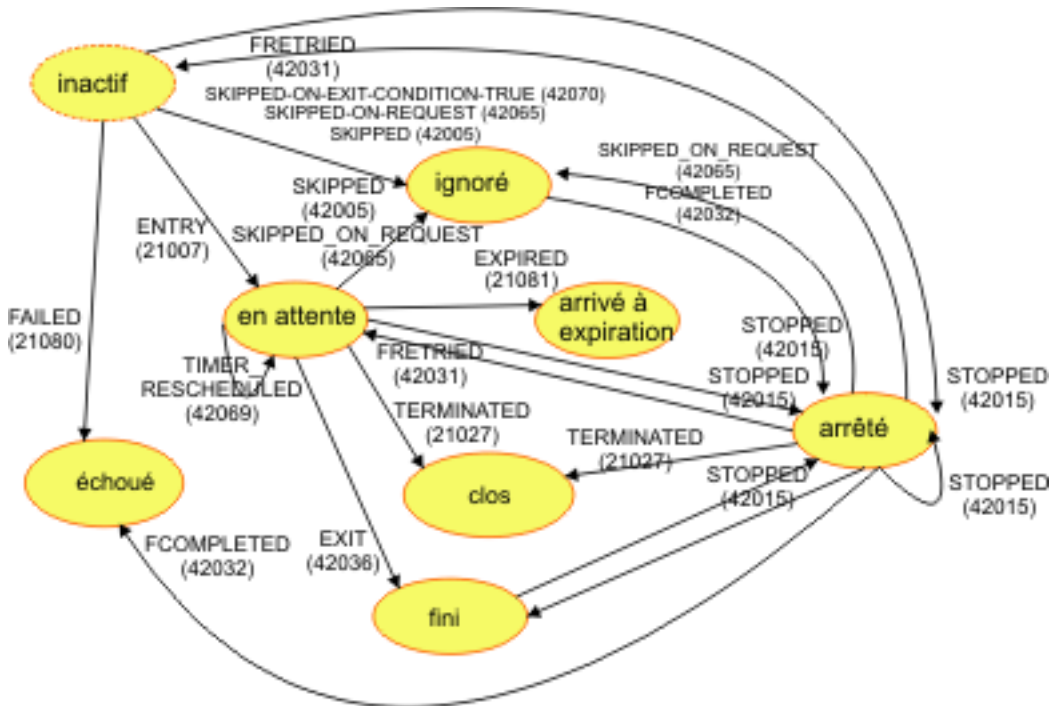 FRETRIED
(42031)
inactif
SKIPPED-ON-EXIT-CONDITION-TRUE (42070)
SKIPPED-ON-REQUEST (42065)
SKIPPED (42005)
SKIPPED_ON_REQUEST
(42065)
FCOMPLETED
(42032)
ignoré
SKIPPED
(42005)
SKIPPED_ON_REQUEST
(42065)
ENTRY
(21007)
EXPIRED
(21081)
en attente
arrivé à
expiration
FAILED
(21080)
STOPPED
(42015)
FRETRIED
(42031)
TIMER_
RESCHEDULED
(42069)
STOPPED
(42015)
STOPPED
(42015)
TERMINATED
(21027)
arrêté
TERMINATED
(21027)
STOPPED
(42015)
STOPPED
(42015)
échoué
clos
FCOMPLETED
(42032)
EXIT
(42036)
fini